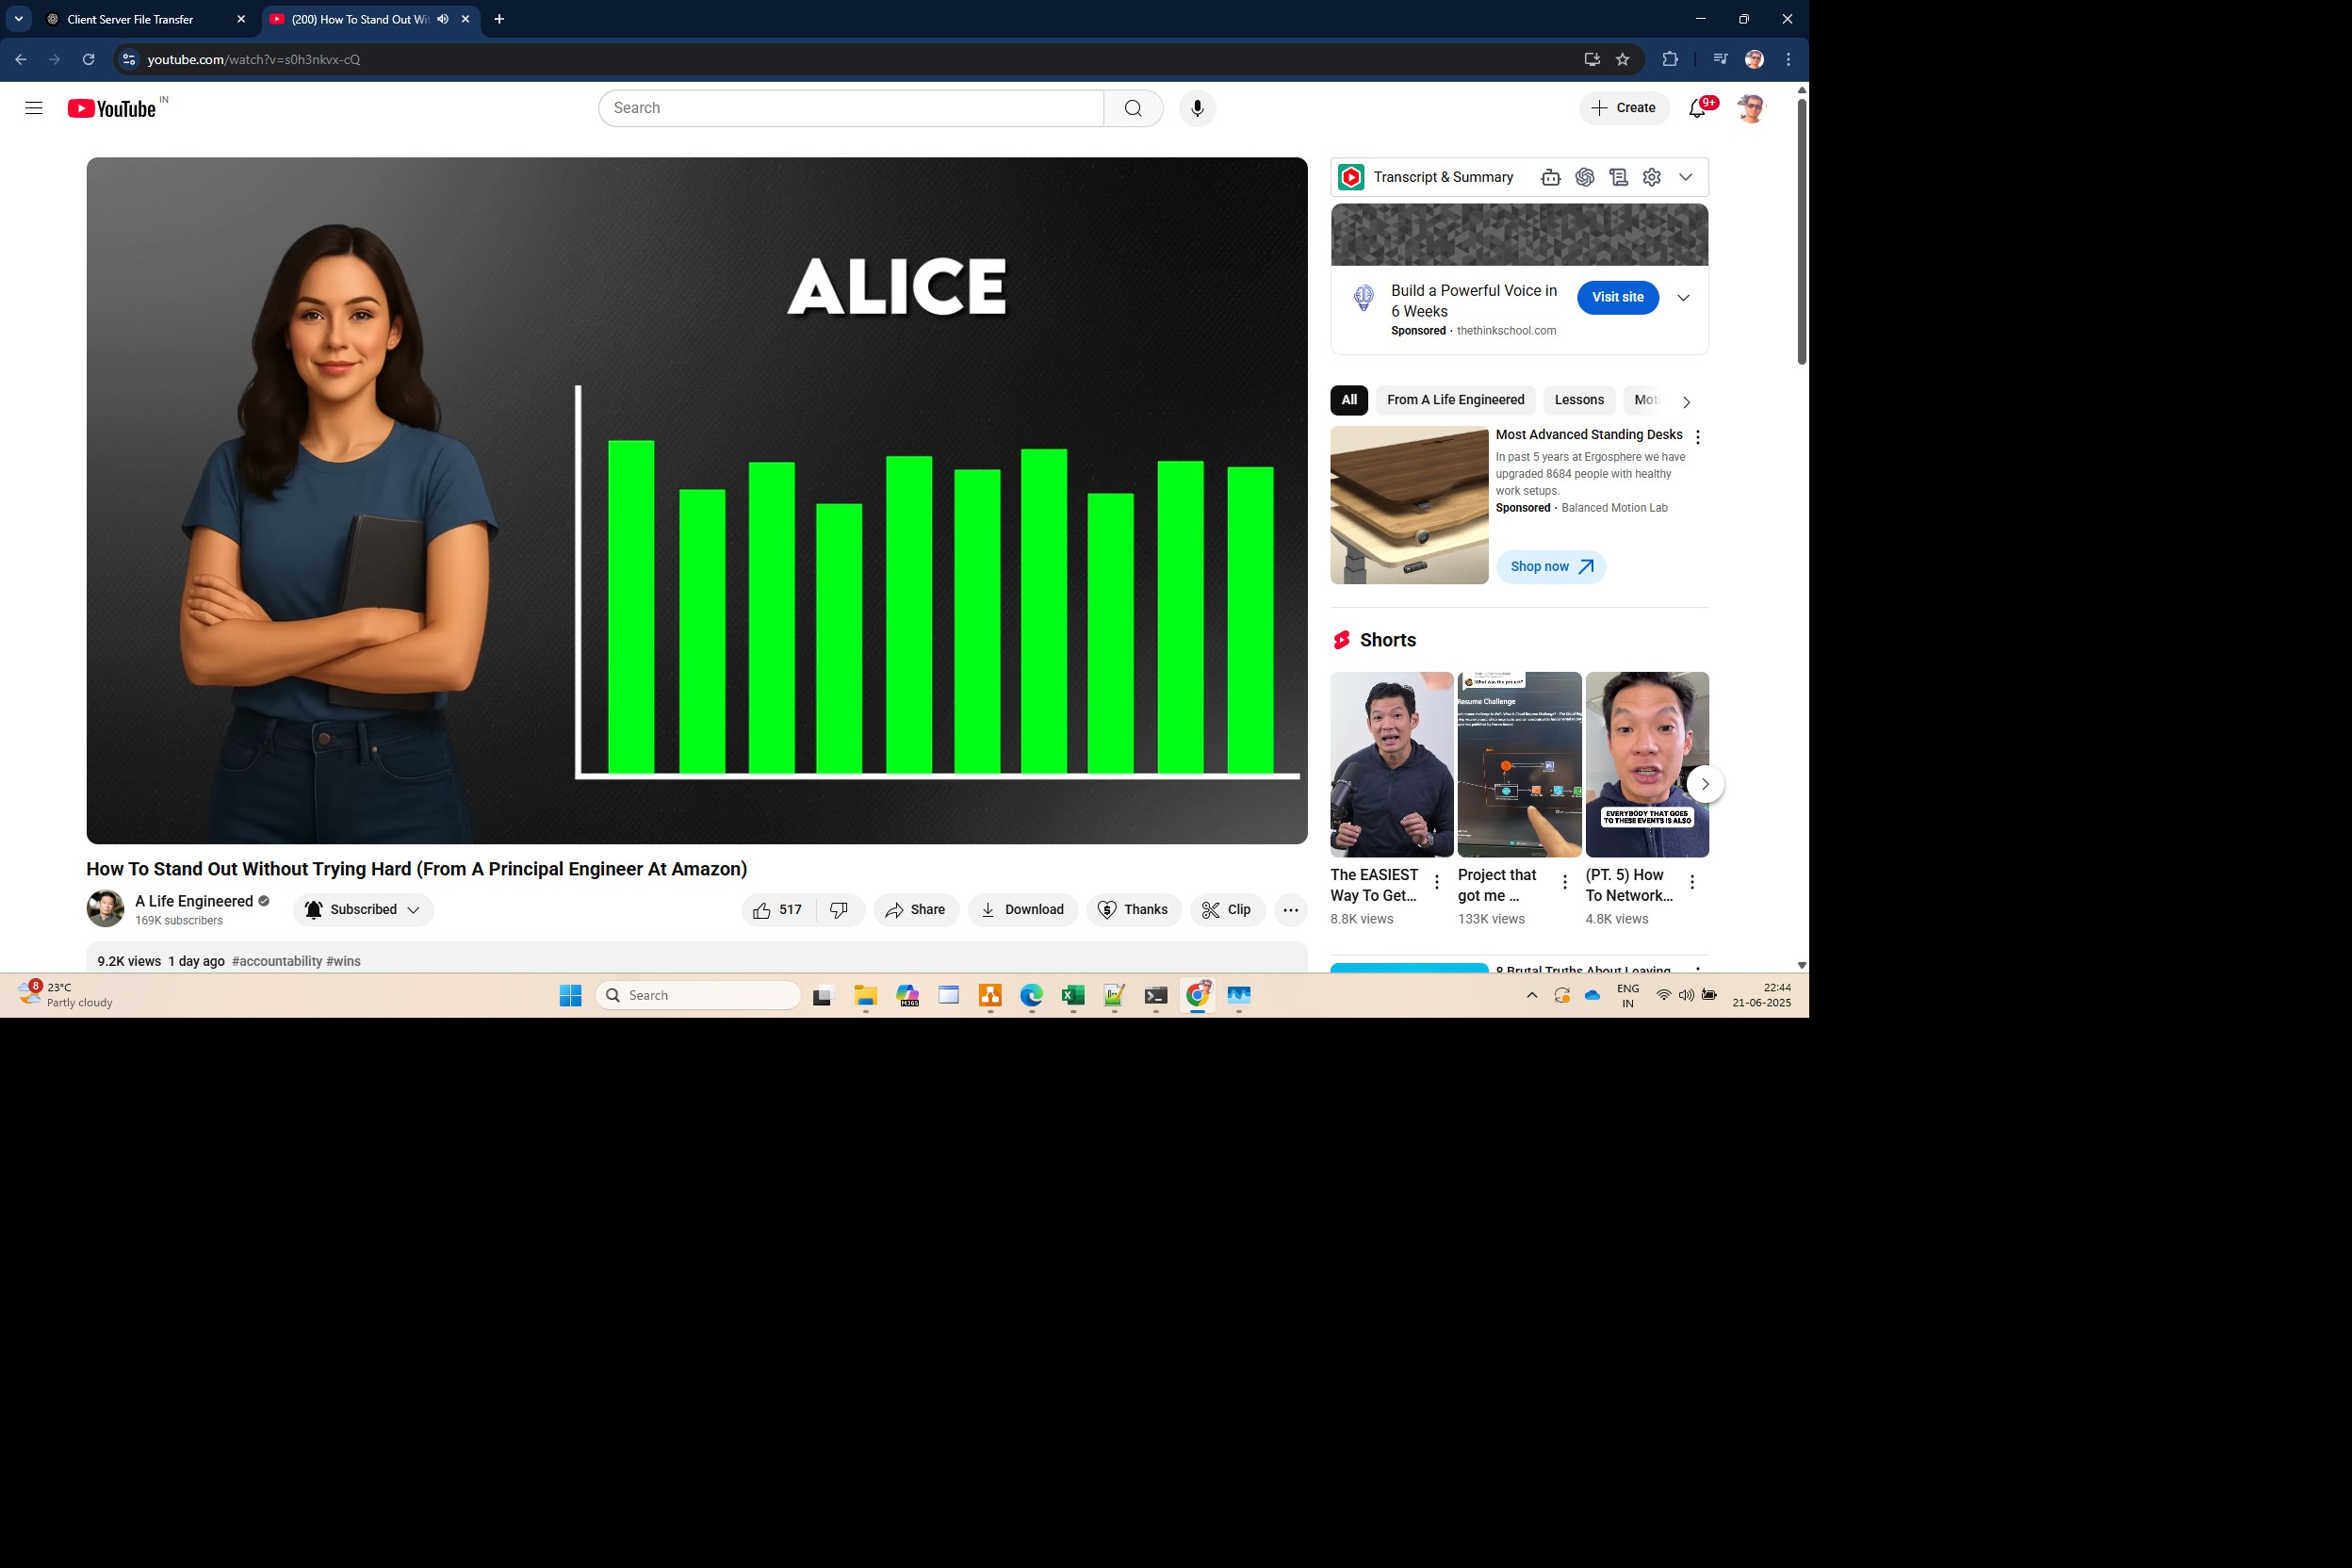 Client Server File Transfer
(200) How To Stand Out Wi
youtube.com/watch?v=s0h3nkvx-cQ
YouTube IN
Search
Create
9+
ALICE
Transcript & Summary
Build a Powerful Voice in
6 Weeks
Visit site
Sponsored · thethinkschool.com
All
From A Life Engineered
Lessons
Mot
Most Advanced Standing Desks
In past 5 years at Ergosphere we have
upgraded 8684 people with healthy
work setups.
Sponsored · Balanced Motion Lab
Shop now
Shorts
What was the project?
Resume Challenge
EVERYBODY THAT GOES
TO THESE EVENTS IS ALSO
The EASIEST
Way To Get...
8.8K views
Project that
got me ...
133K views
(PT. 5) How
To Network...
4.8K views
8 Brutal Truths About Leaving
How To Stand Out Without Trying Hard (From A Principal Engineer At Amazon)
A Life Engineered
169K subscribers
Subscribed
517
Share
Download
Thanks
Clip
9.2K views 1 day ago #accountability #wins
8
23°C
Partly cloudy
Search
M365
ENG
IN
22:44
21-06-2025